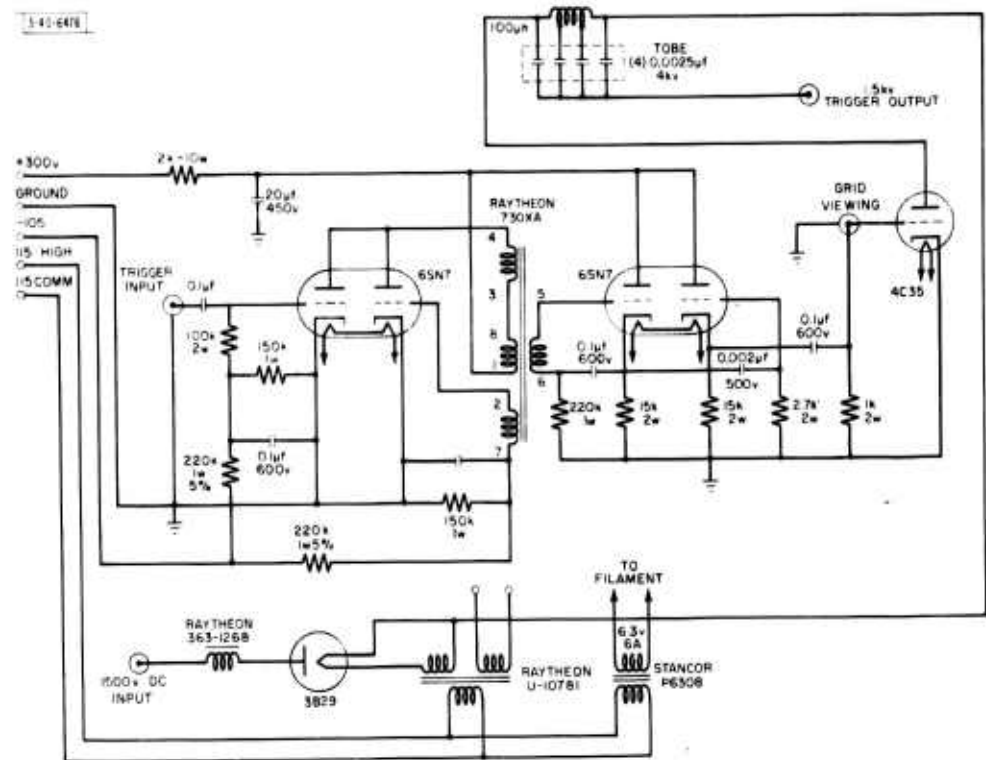 3-40-6476
100μh
TOBE
(4) 0.0025μf
4kv
1.5kv
TRIGGER OUTPUT
+300v
2k-10w
GROUND
20μf
450v
-105
115 HIGH
115 COMM
RAYTHEON
730XA
GRID
VIEWING
4
3
8
1
2
7
5
6
TRIGGER
INPUT
0.1μf
6SN7
6SN7
4C35
100k
2w
150k
1w
0.1μf
600v
0.002μf
500v
0.1μf
600v
220k
1w
15k
2w
15k
2w
2.7k
2w
1k
2w
220k
1w
5%
0.1μf
600v
150k
1w
220k
1w5%
TO
FILAMENT
RAYTHEON
363-1268
6.3v
6A
1500v DC
INPUT
3B29
RAYTHEON
U-10781
STANCOR
P6308